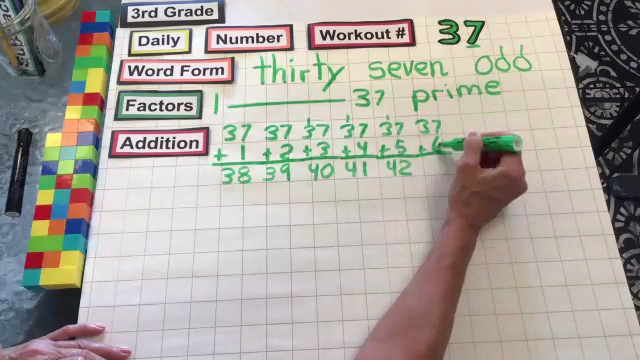 3rd Grade
Daily Number Workout # 37
Word Form thirty seven odd
Factors 1 37 prime
Addition 37 37 37 37 37 37
+ 1 + 2 + 3 + 4 + 5 +
38 39 40 41 42